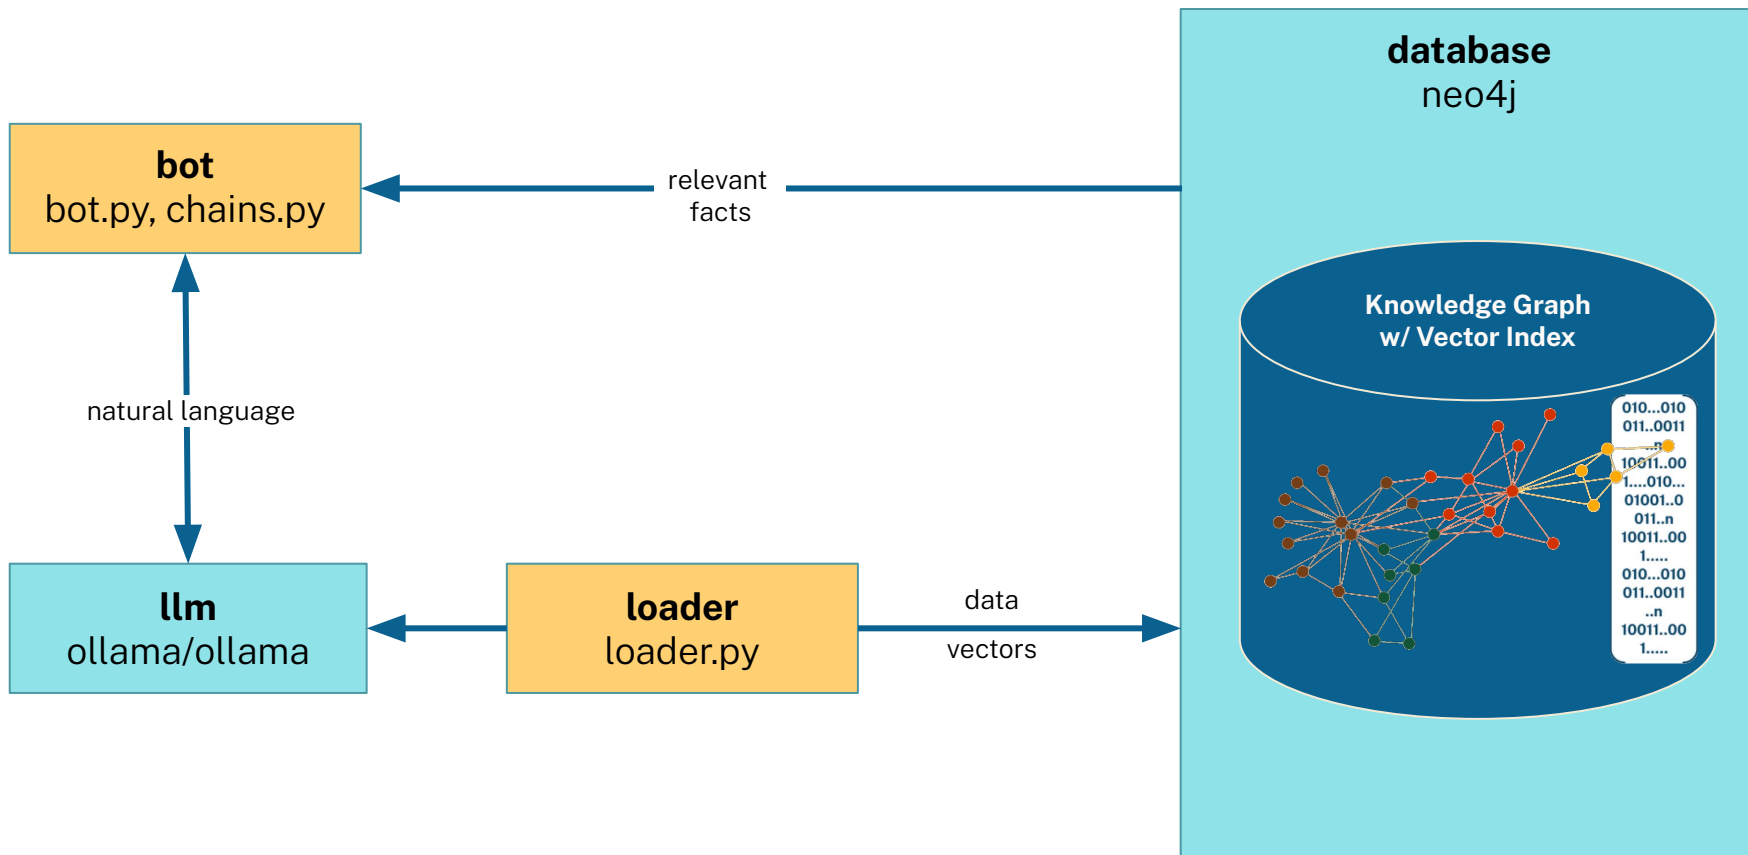 database
neo4j
bot
bot.py, chains.py
relevant
facts
Knowledge Graph
w/ Vector Index
natural language
010...010
011..0011
..n
10011..00
1....010...
01001..0
011..n
10011..00
1.....
010...010
011..0011
..n
10011..00
1.....
llm
ollama/ollama
loader
loader.py
data
vectors